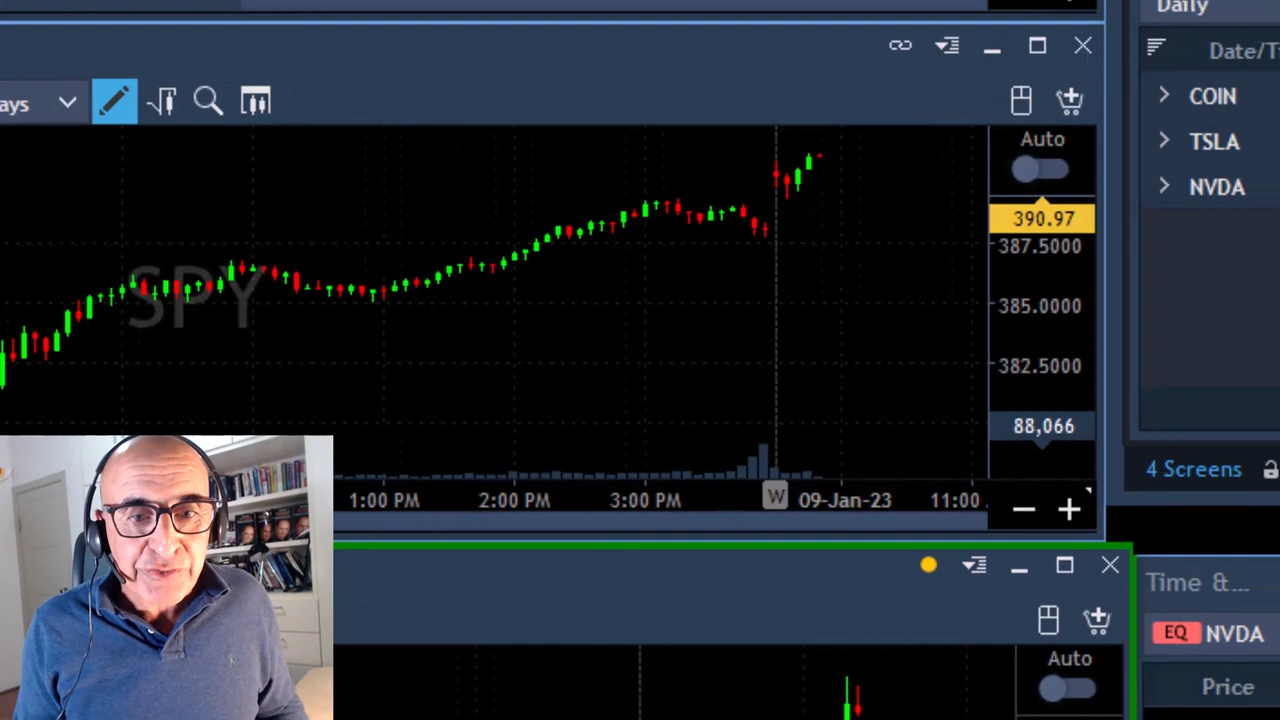 Daily
Date/T
ays
COIN
Auto
TSLA
NVDA
390.97
387.5000
SPY
385.0000
382.5000
88,066
4 Screens
1:00 PM
2:00 PM
3:00 PM
W
09-Jan-23
11:00
Time &...
EQ NVDA
Auto
Price